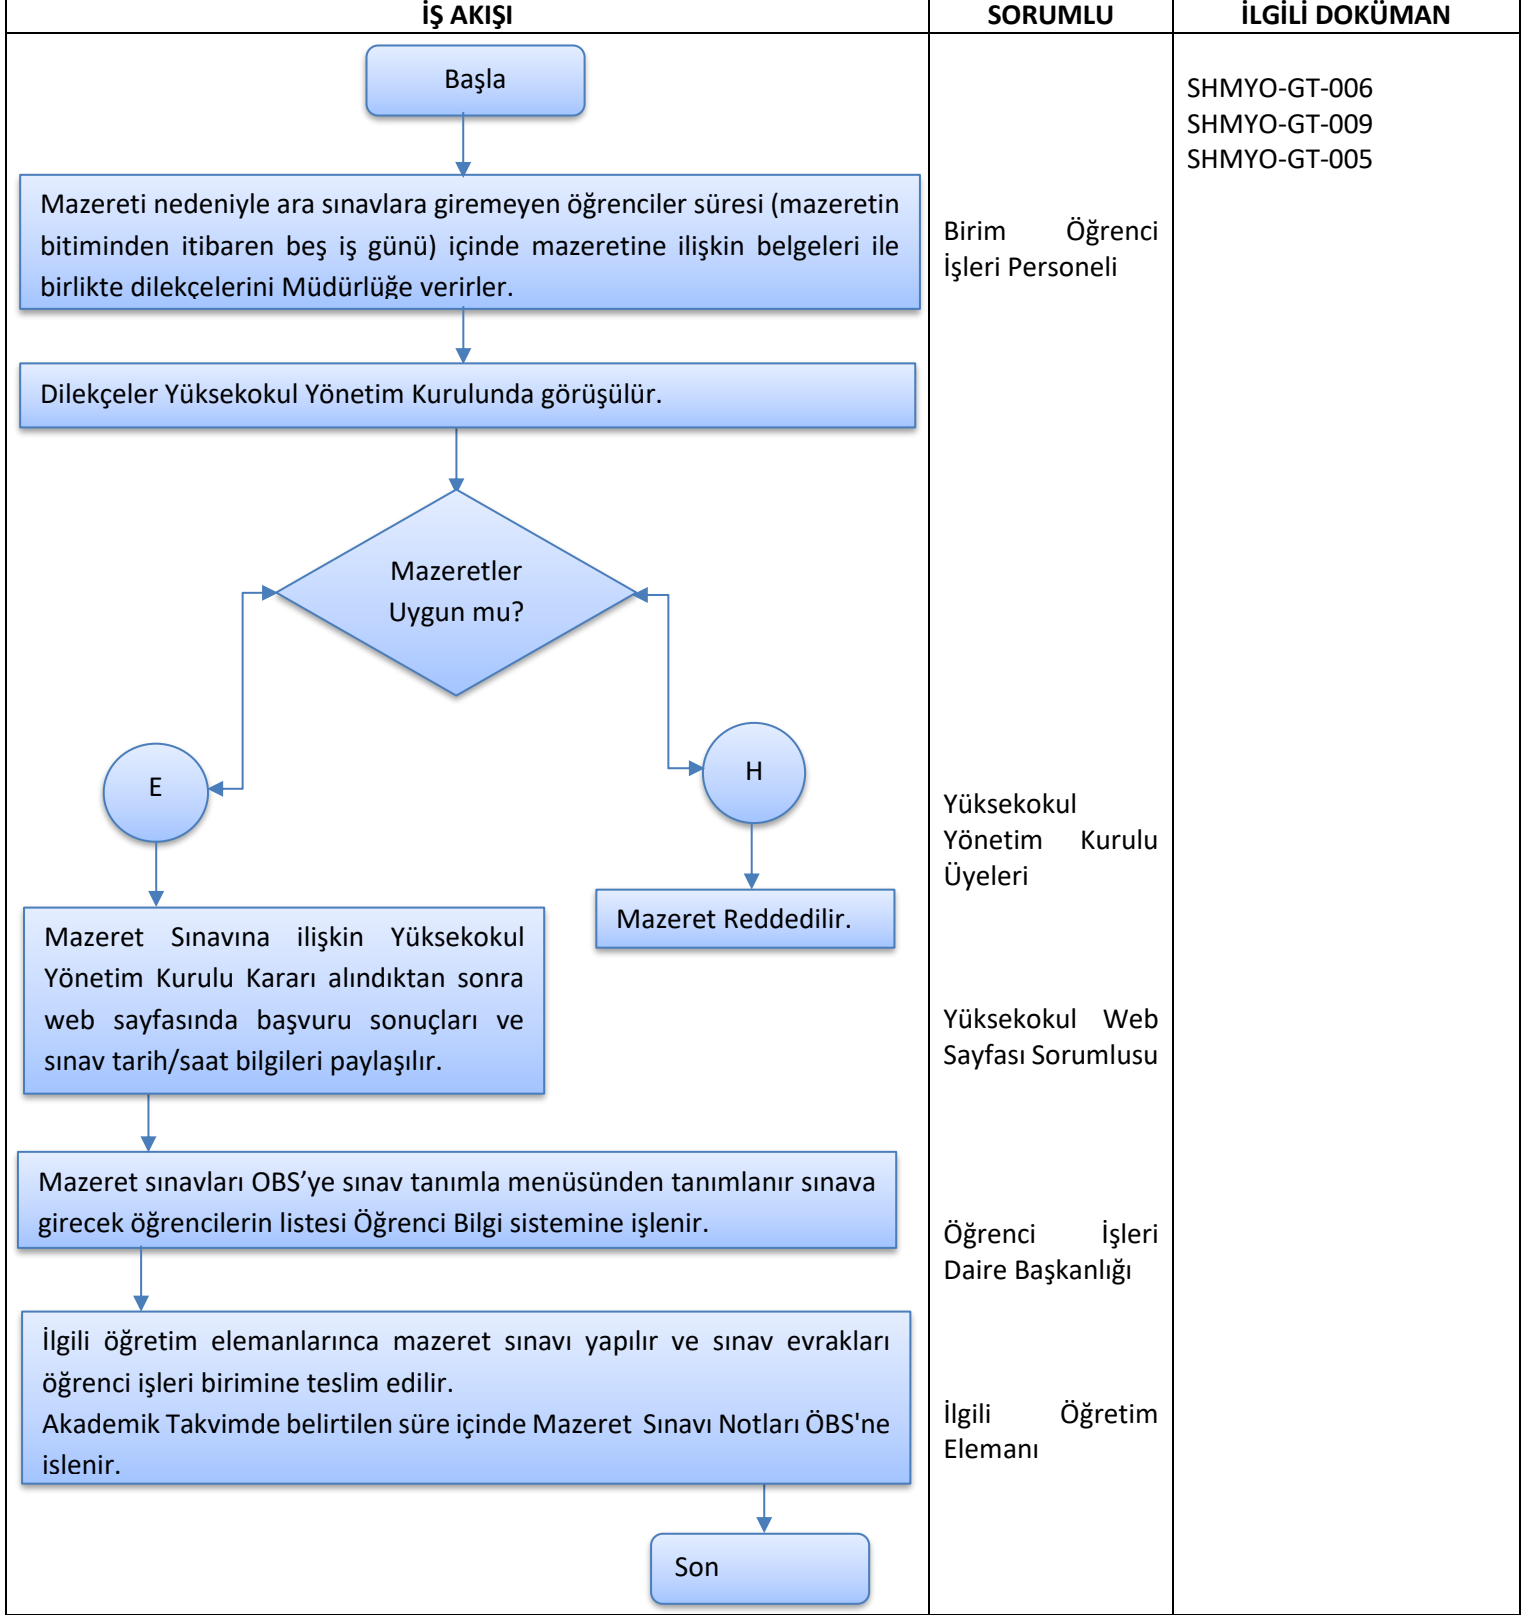 İŞ AKIŞI
SORUMLU
İLGİLİ DOKÜMAN
Başla
SHMYO-GT-006
SHMYO-GT-009
SHMYO-GT-005
Mazereti nedeniyle ara sınavlara giremeyen öğrenciler süresi (mazeretin
bitiminden itibaren beş iş günü) içinde mazeretine ilişkin belgeleri ile
birlikte dilekçelerini Müdürlüğe verirler.
Birim Öğrenci
İşleri Personeli
Dilekçeler Yüksekokul Yönetim Kurulunda görüşülür.
Mazeretler
Uygun mu?
E
H
Yüksekokul
Yönetim Kurulu
Üyeleri
Mazeret Reddedilir.
Mazeret Sınavına ilişkin Yüksekokul
Yönetim Kurulu Kararı alındıktan sonra
web sayfasında başvuru sonuçları ve
sınav tarih/saat bilgileri paylaşılır.
Yüksekokul Web
Sayfası Sorumlusu
Mazeret sınavları OBS’ye sınav tanımla menüsünden tanımlanır sınava
girecek öğrencilerin listesi Öğrenci Bilgi sistemine işlenir.
Öğrenci İşleri
Daire Başkanlığı
İlgili öğretim elemanlarınca mazeret sınavı yapılır ve sınav evrakları
öğrenci işleri birimine teslim edilir.
Akademik Takvimde belirtilen süre içinde Mazeret Sınavı Notları ÖBS'ne
işlenir.
İlgili Öğretim
Elemanı
Son